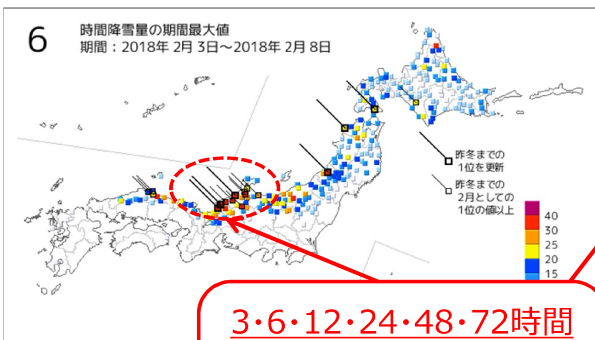 6
時間降雪量の期間最大値
期間：2018年 2月 3日～2018年 2月 8日
昨冬までの
1位を更新
昨冬までの
2月としての
1位の値以上
40
30
25
20
15
3・6・12・24・48・72時間